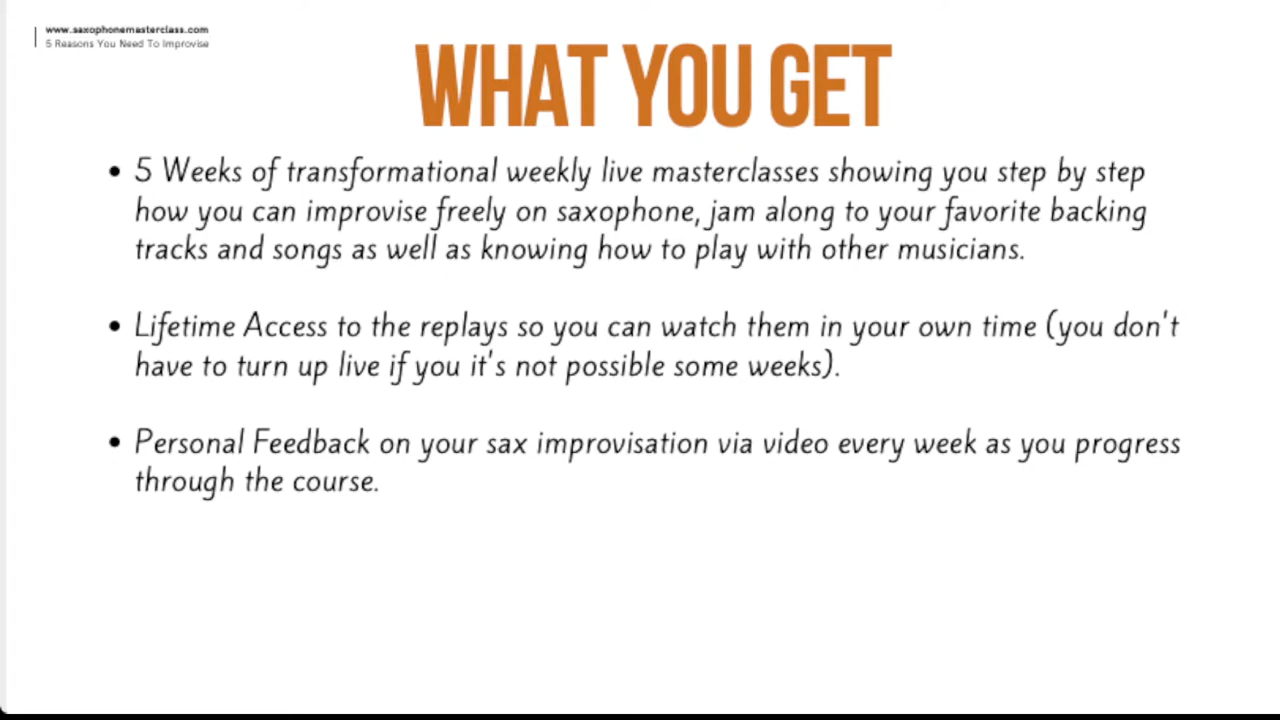 www.saxophonemasterclass.com
5 Reasons You Need To Improvise
WHAT YOU GET
• 5 Weeks of transformational weekly live masterclasses showing you step by step
how you can improvise freely on saxophone, jam along to your favorite backing
tracks and songs as well as knowing how to play with other musicians.
• Lifetime Access to the replays so you can watch them in your own time (you don't
have to turn up live if you it's not possible some weeks).
• Personal Feedback on your sax improvisation via video every week as you progress
through the course.